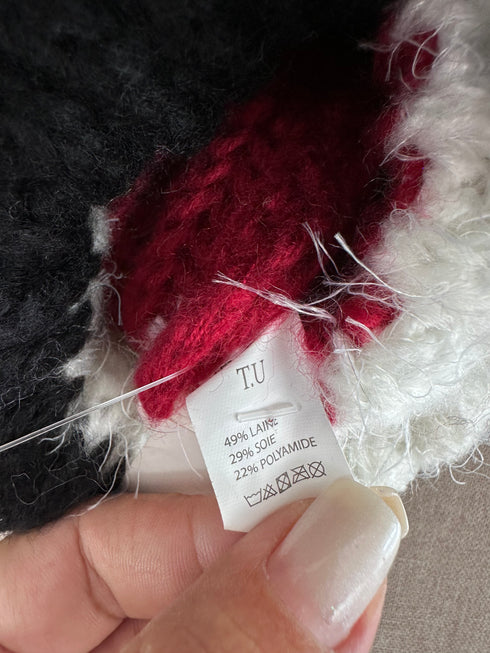 T.U
49% LAINE
29% SOIE
22% POLYAMIDE